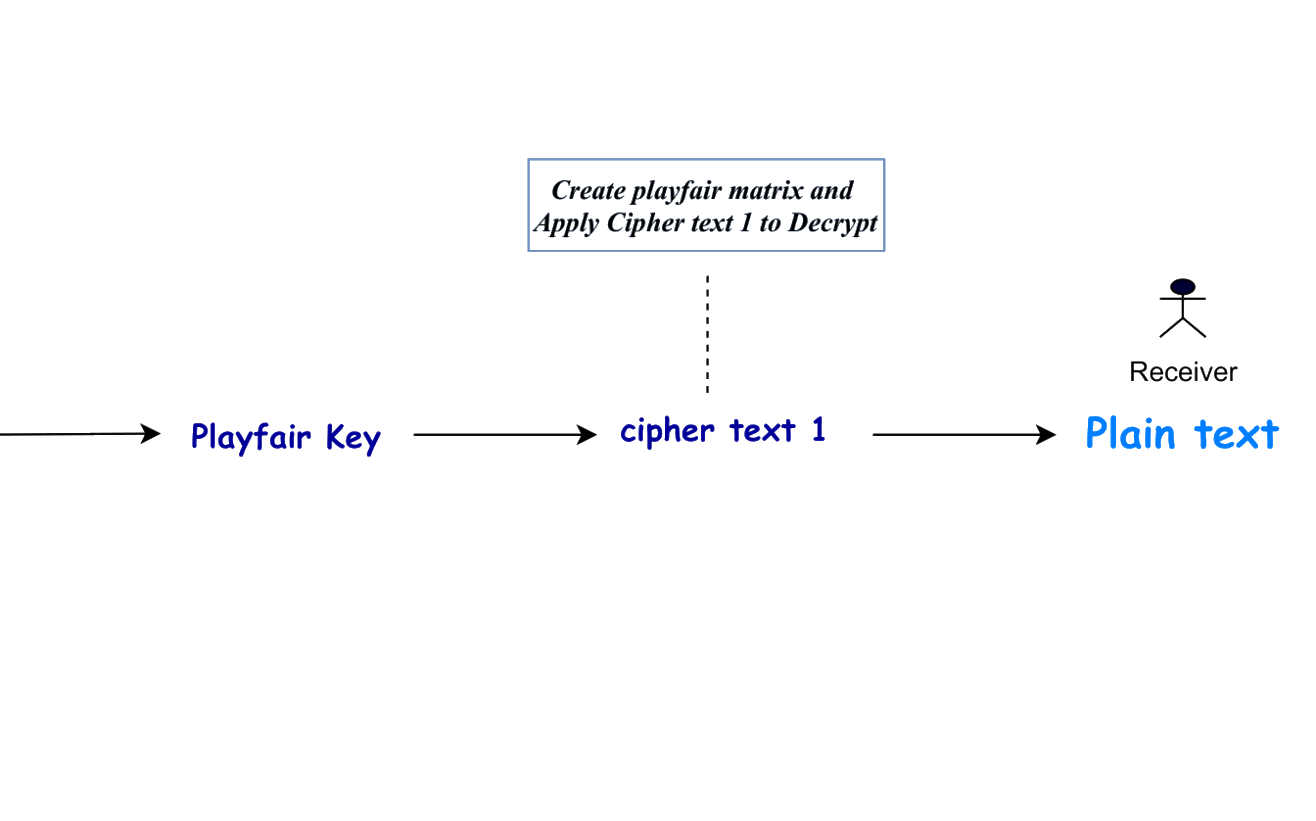 Create playfair matrix and
Apply Cipher text 1 to Decrypt
Receiver
Playfair Key
cipher text 1
Plain text